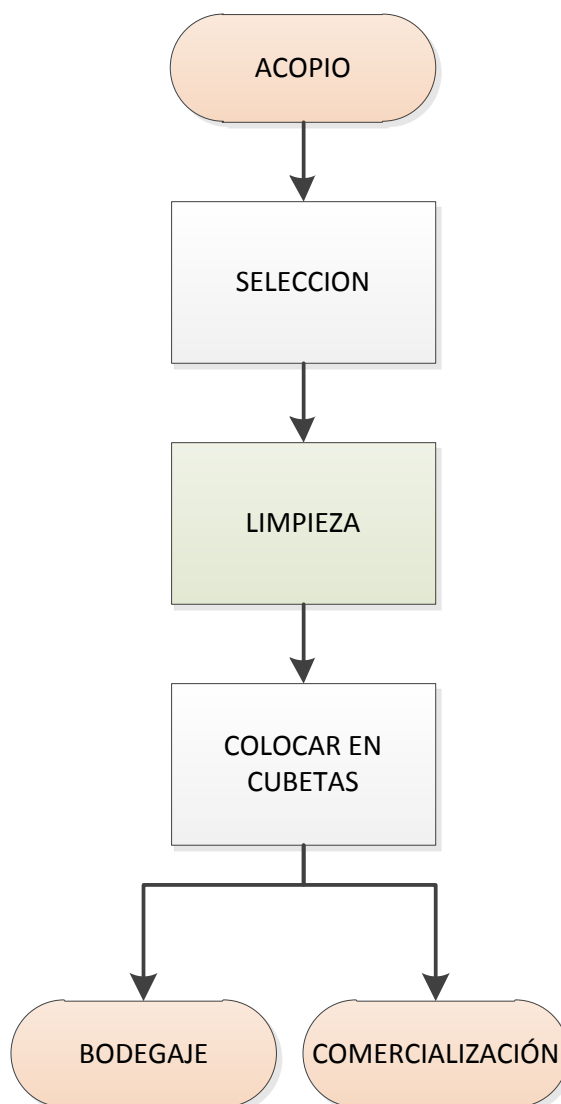 ACOPIO
SELECCION
LIMPIEZA
COLOCAR EN
CUBETAS
BODEGAJE
COMERCIALIZACIÓN